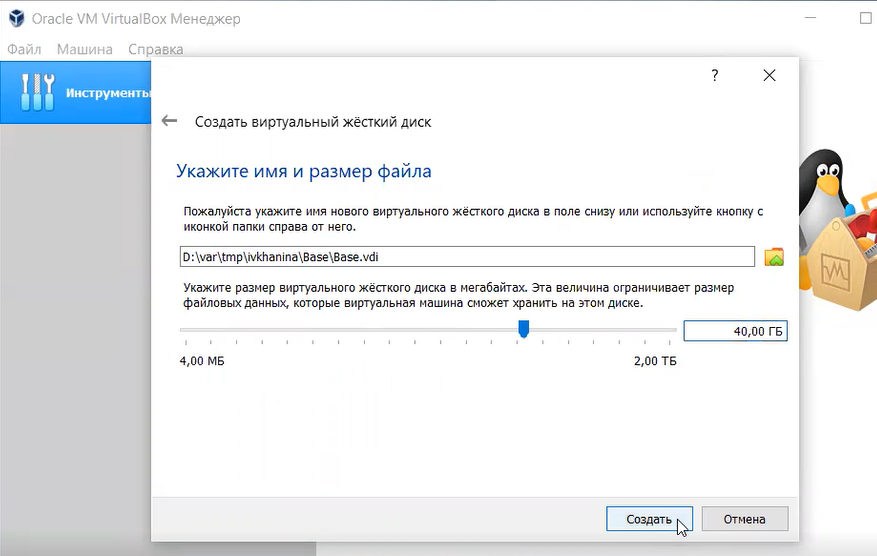 Oracle VM VirtualBox Менеджер
Файл Машина Справка
Инструменты
?
Создать виртуальный жёсткий диск
Укажите имя и размер файла
Пожалуйста укажите имя нового виртуального жёсткого диска в поле снизу или используйте кнопку с
иконкой папки справа от него.
D:\var\tmp\ivkhanina\Base\Base.vdi
Укажите размер виртуального жёсткого диска в мегабайтах. Эта величина ограничивает размер
файловых данных, которые виртуальная машина сможет хранить на этом диске.
40,00 ГБ
4,00 МБ 2,00 ТБ
Создать Отмена